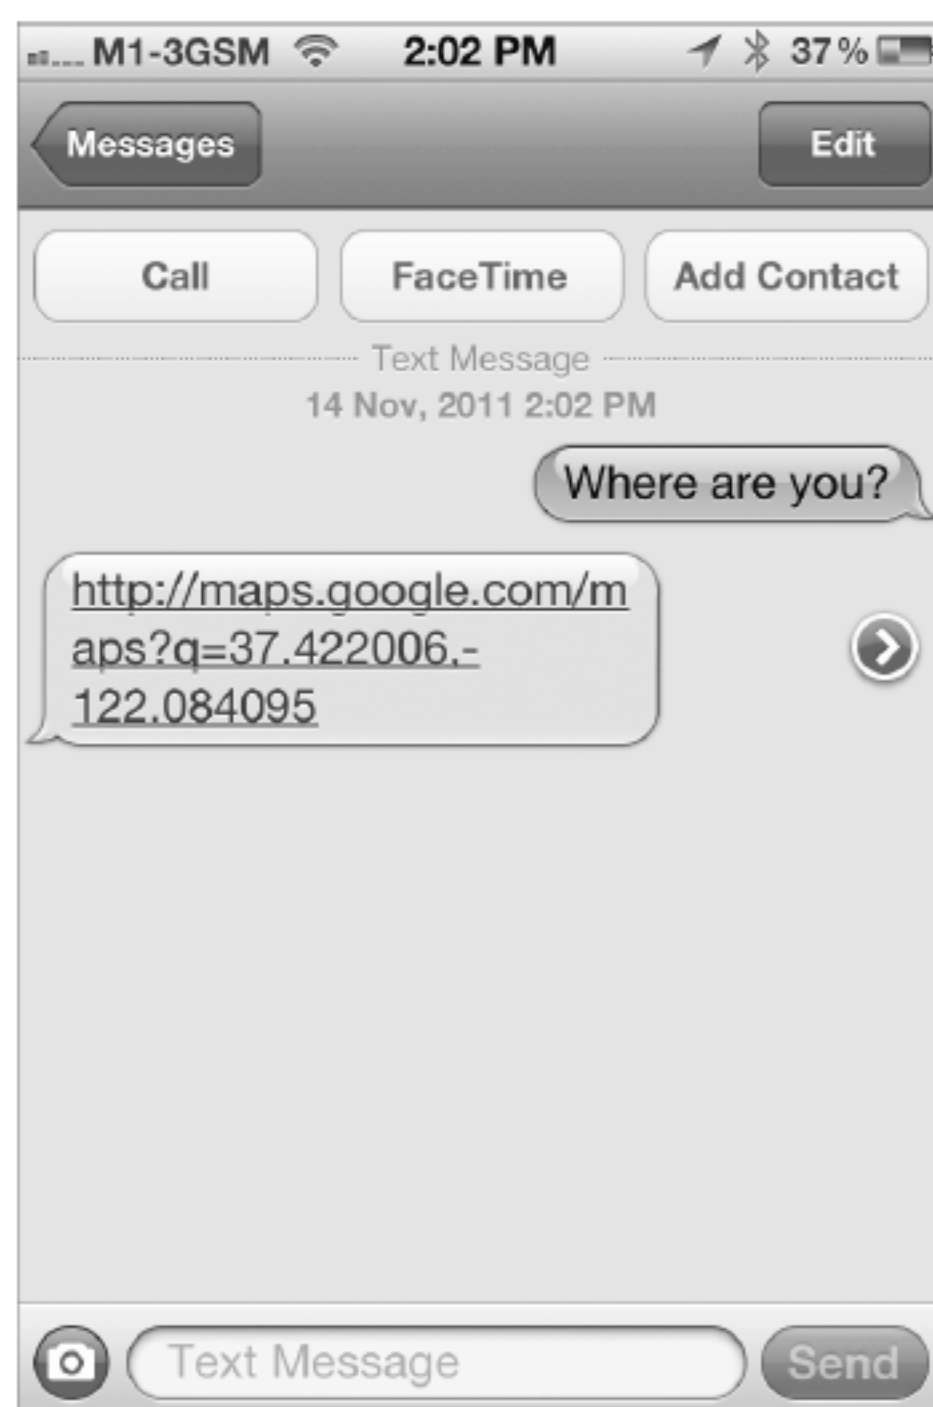 M1-3GSM 2:02 PM 37%
Messages Edit
Call FaceTime Add Contact
Text Message
14 Nov, 2011 2:02 PM
Where are you?
http://maps.google.com/m
aps?q=37.422006,-
122.084095
Text Message Send